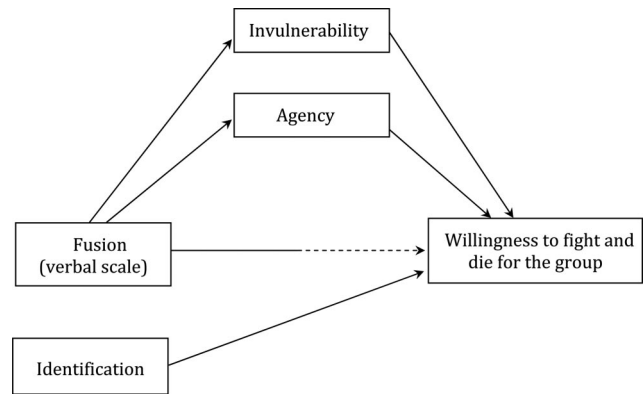 Invulnerability
Agency
Fusion
(verbal scale)
Willingness to fight and
die for the group
Identification